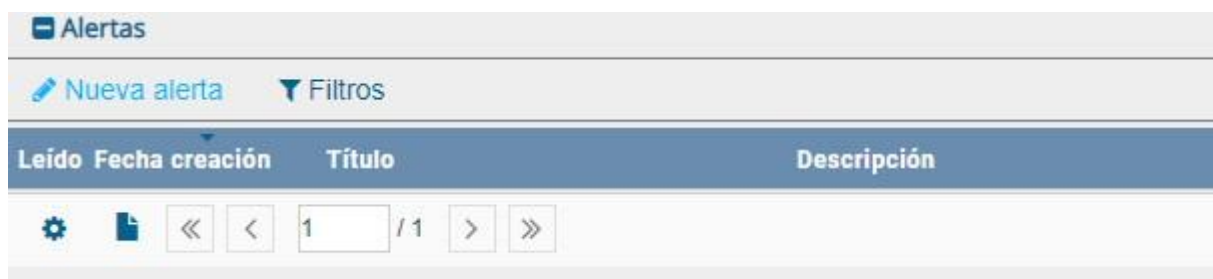 Alertas
Nueva alerta Filtros
Leído Fecha creación Título Descripción
1 / 1